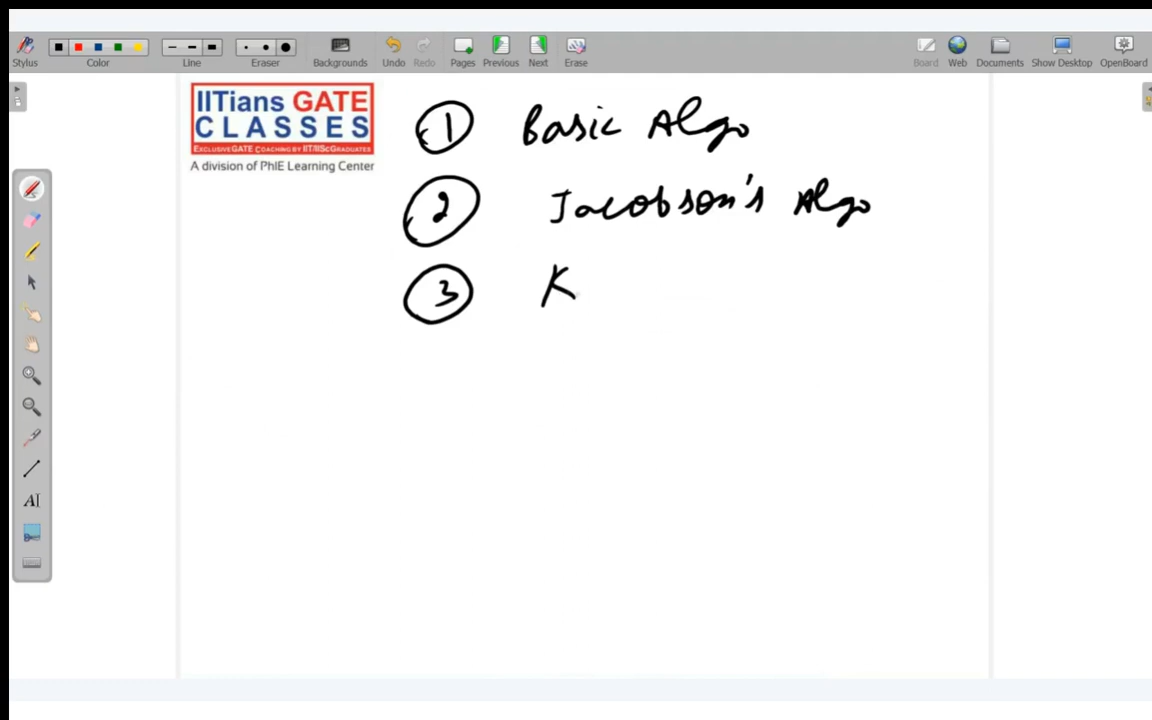 Stylus
Color
Line
Eraser
Backgrounds
Undo
Redo
Pages
Previous
Next
Erase
Board
Web
Documents
Show Desktop
OpenBoard
IITians GATE
CLASSES
EXCLUSIVE GATE COACHING BY IIT/IISc GRADUATES
A division of PhIE Learning Center
1 Basic Algo
2 Jacobson's Algo
3 K
AI